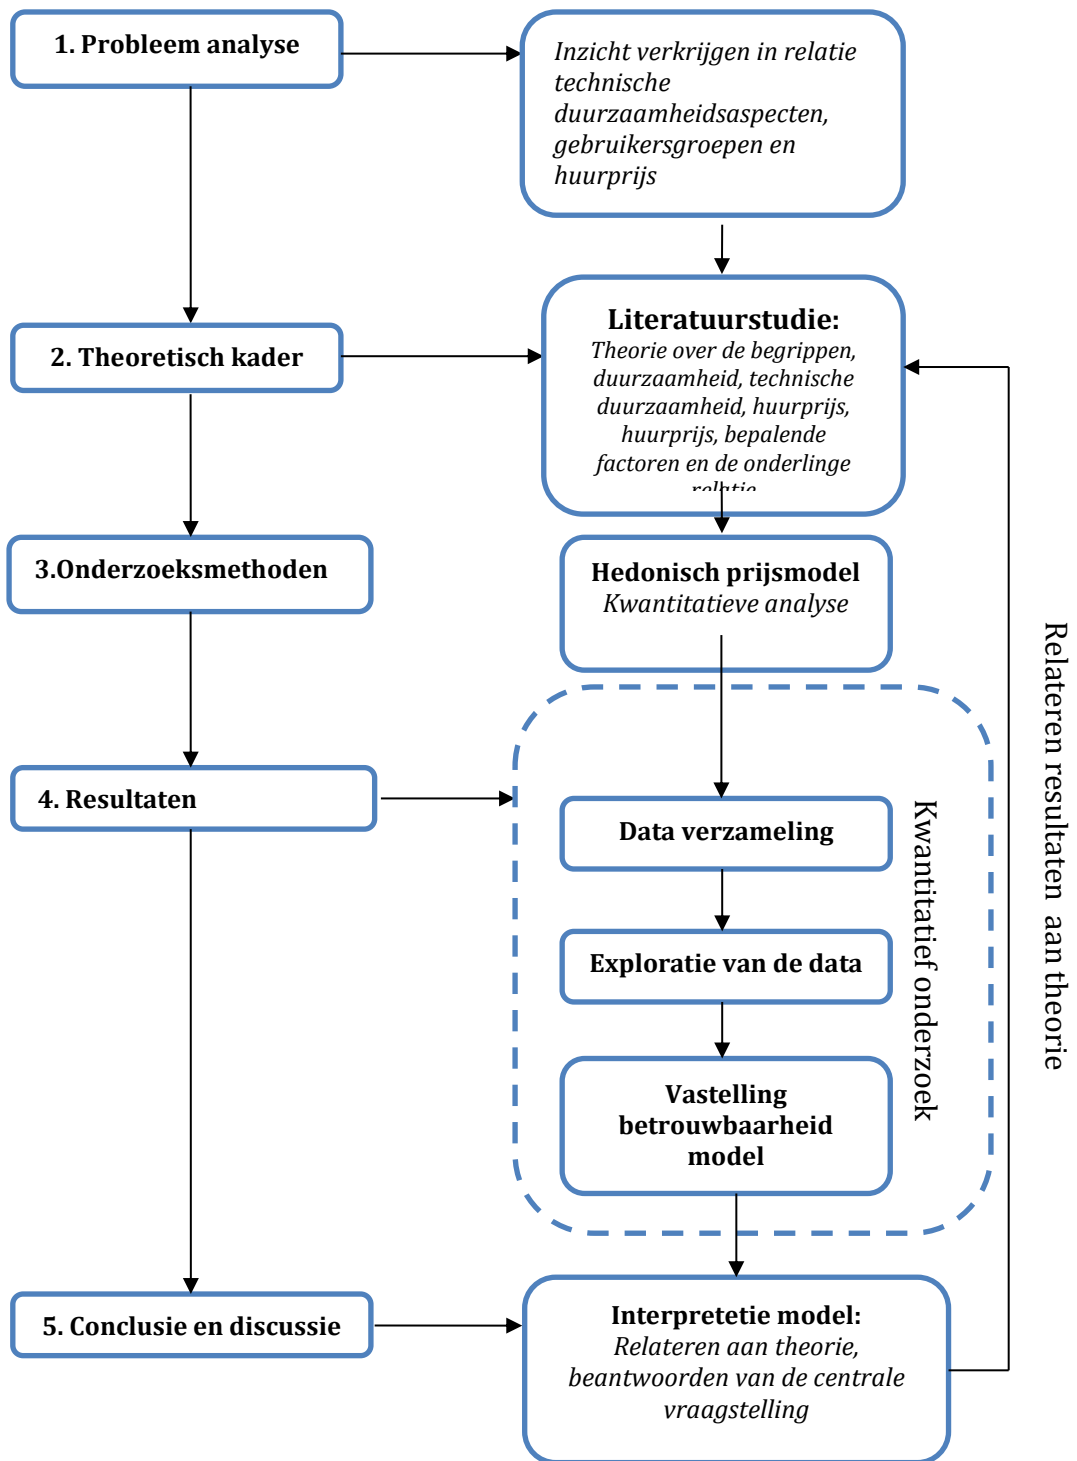 1. Probleem analyse
Inzicht verkrijgen in relatie
technische
duurzaamheidsaspecten,
gebruikersgroepen en
huurprijs
2. Theoretisch kader
Literatuurstudie:
Theorie over de begrippen,
duurzaamheid, technische
duurzaamheid, huurprijs,
huurprijs, bepalende
factoren en de onderlinge
relatie
3.Onderzoeksmethoden
Hedonisch prijsmodel
Kwantitatieve analyse
4. Resultaten
Data verzameling
Exploratie van de data
Vastelling
betrouwbaarheid
model
Kwantitatief onderzoek
Relateren resultaten aan theorie
5. Conclusie en discussie
Interpretetie model:
Relateren aan theorie,
beantwoorden van de centrale
vraagstelling